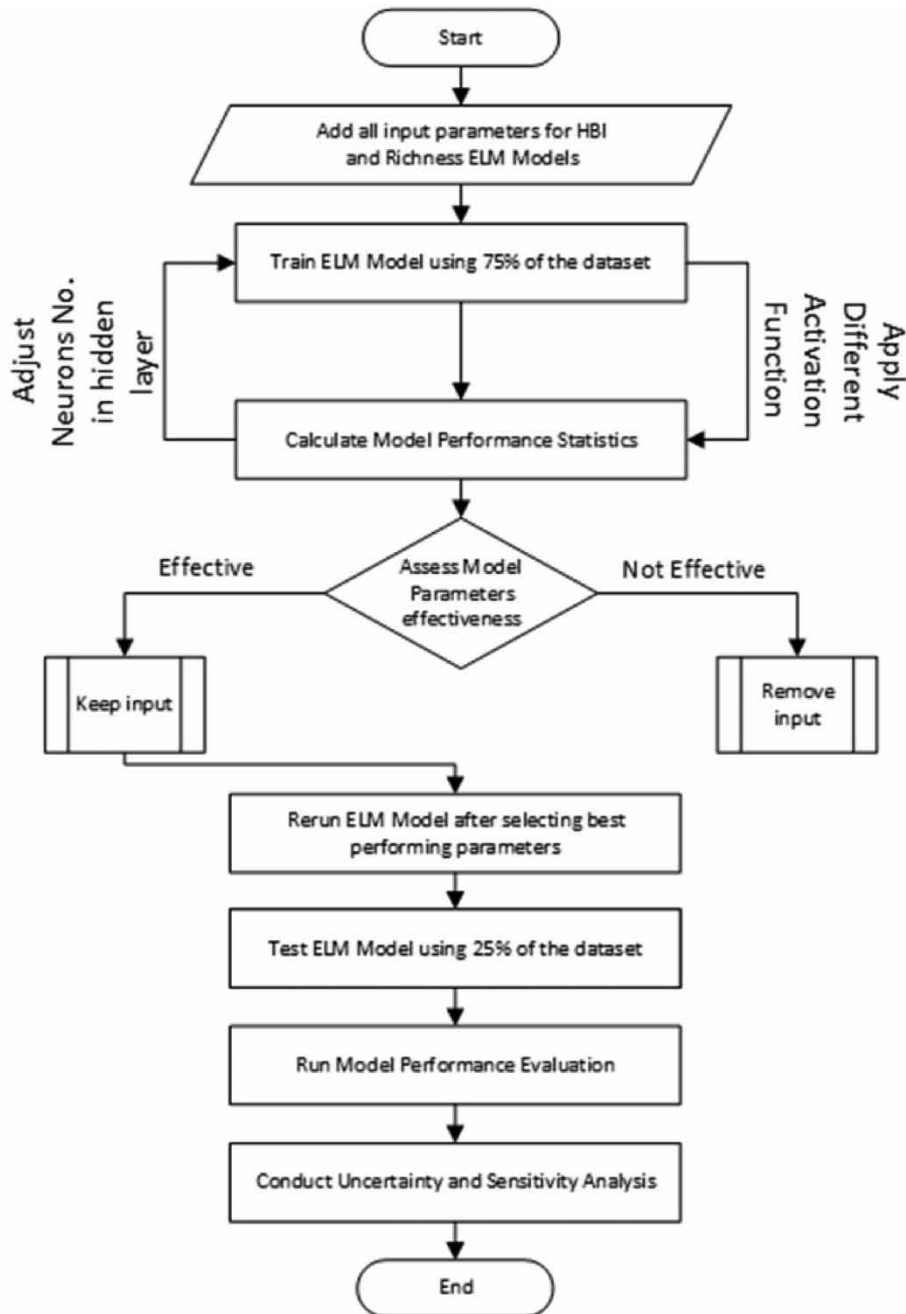 Start
Add all input parameters for HBI
and Richness ELM Models
Train ELM Model using 75% of the dataset
Adjust
Neurons No.
in hidden
layer
Apply
Different
Activation
Function
Calculate Model Performance Statistics
Assess Model
Parameters
effectiveness
Effective
Not Effective
Keep input
Remove
input
Rerun ELM Model after selecting best
performing parameters
Test ELM Model using 25% of the dataset
Run Model Performance Evaluation
Conduct Uncertainty and Sensitivity Analysis
End